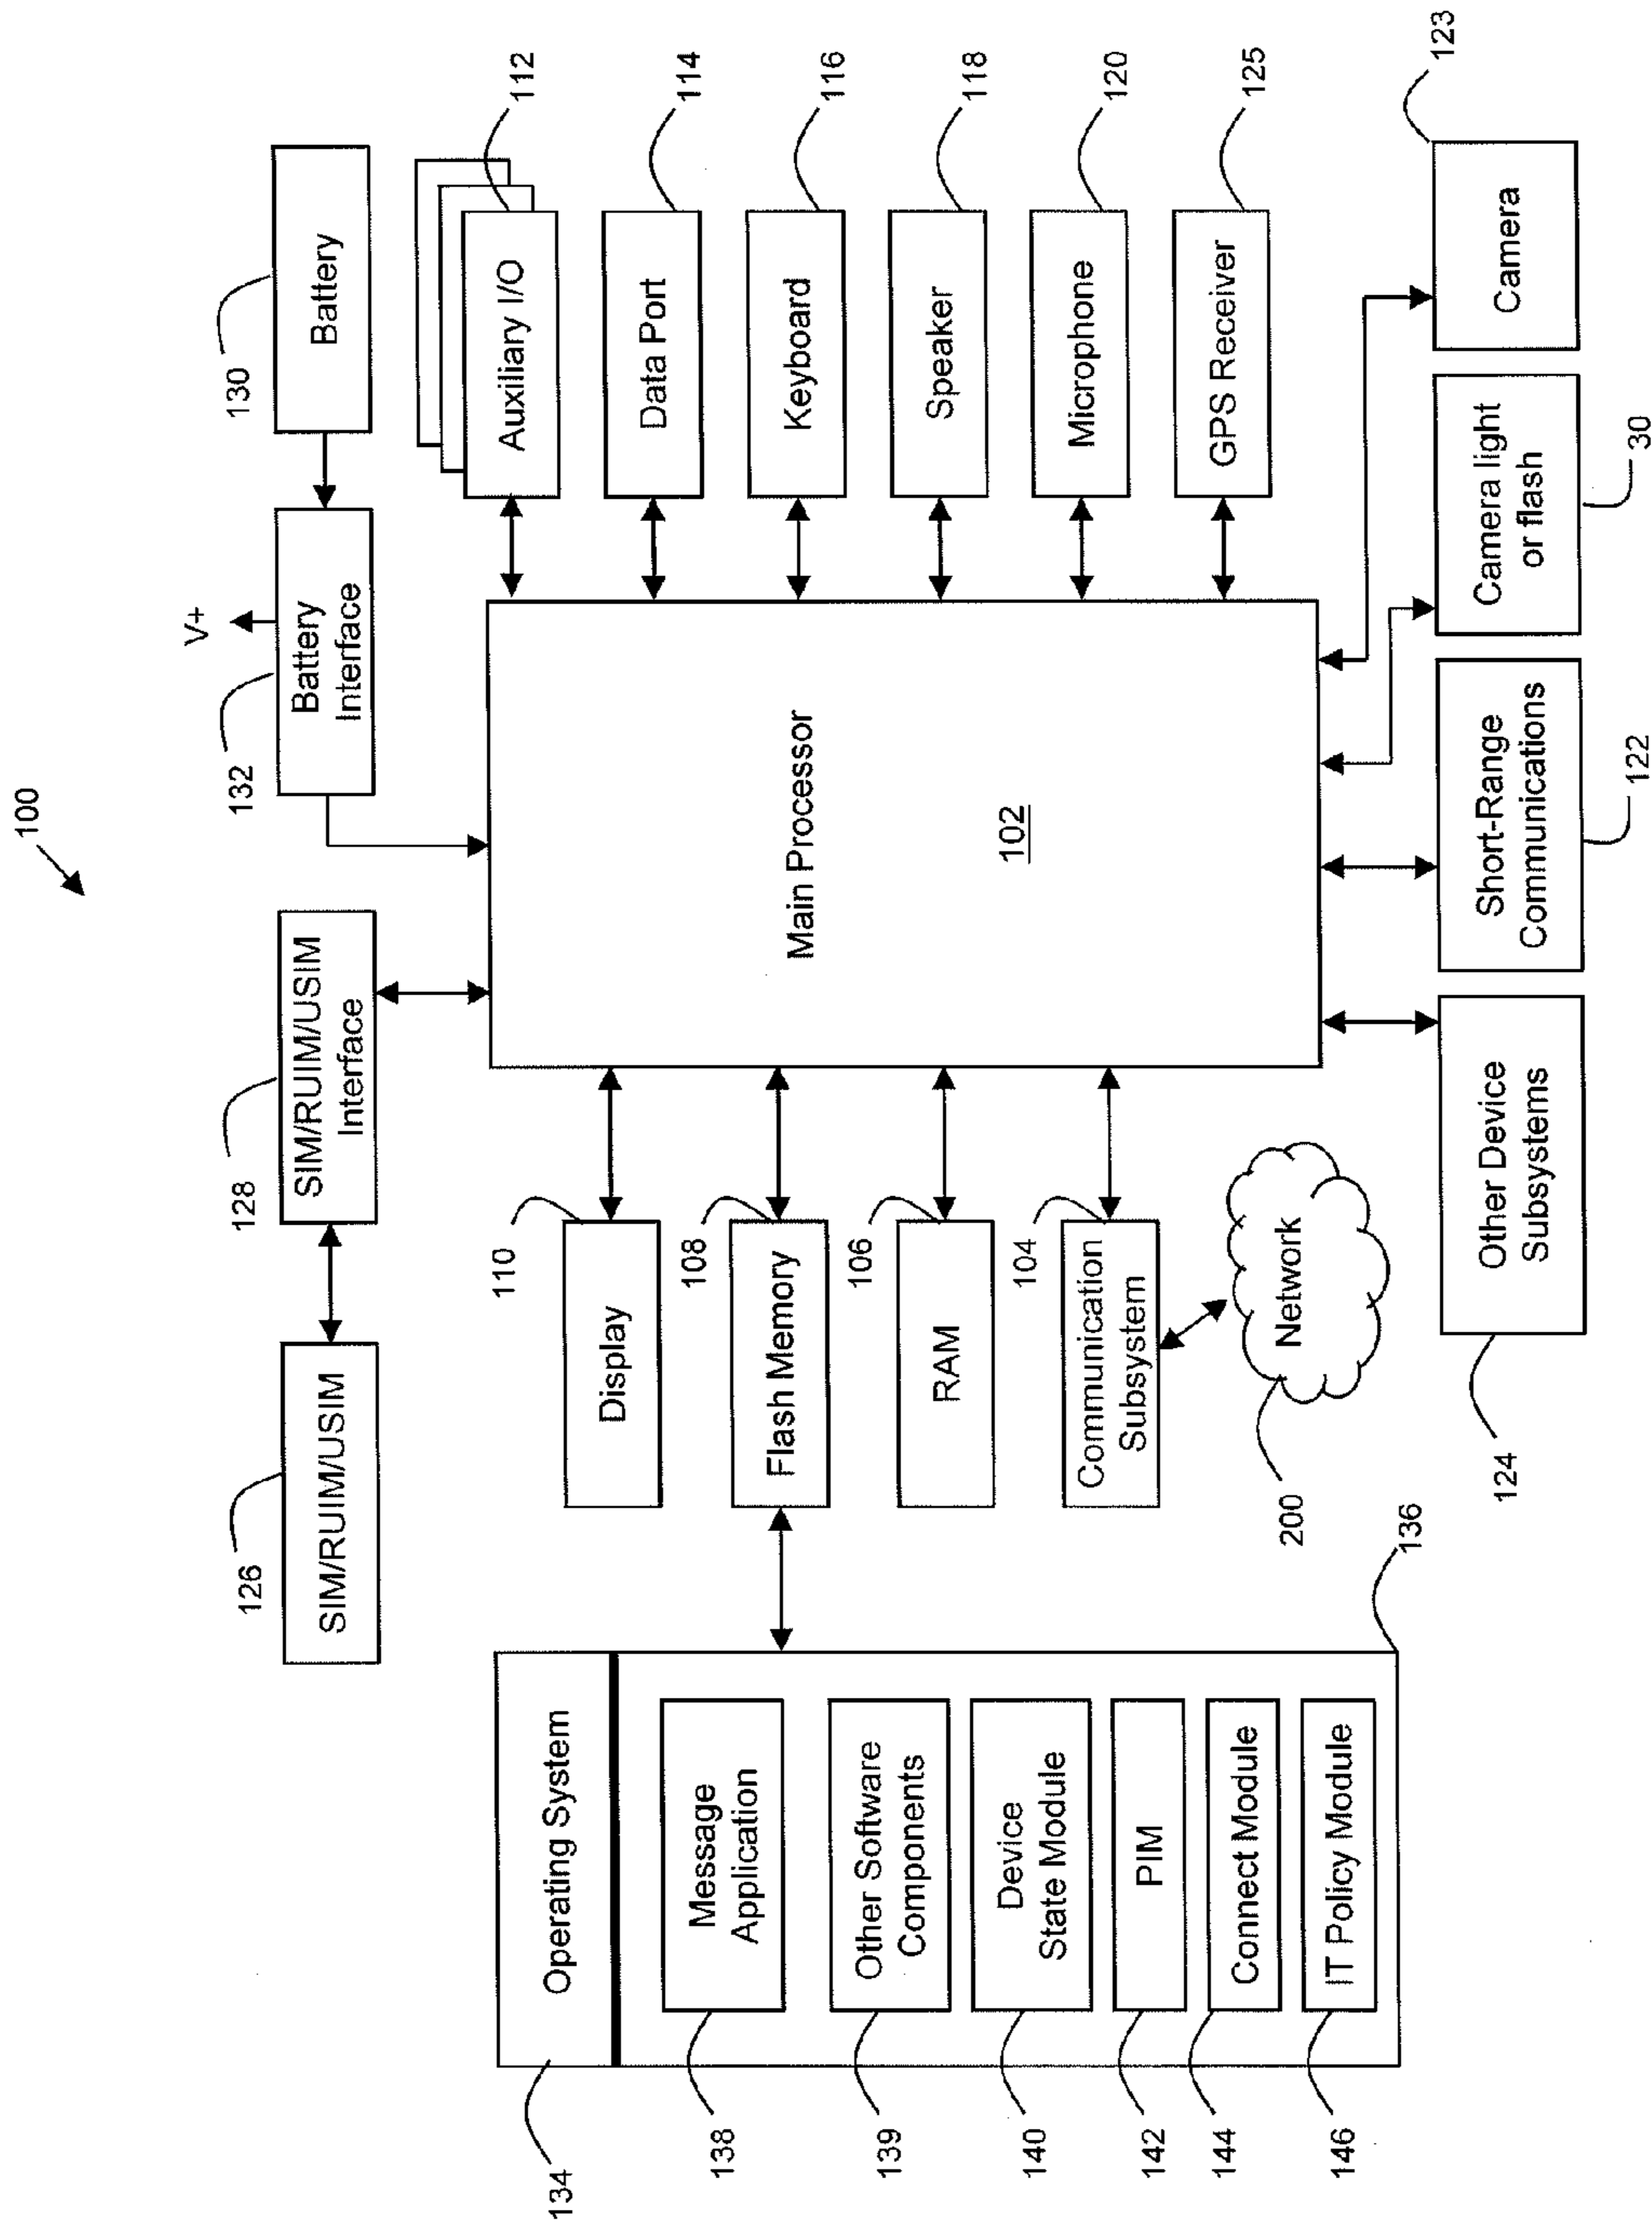 100
126
SIM/RUIM/USIM
128
SIM/RUIM/USIM
Interface
132
Battery
Interface
V+
130
Battery
134
Operating System
138
Message
Application
139
Other Software
Components
140
Device
State Module
142
PIM
144
Connect Module
146
IT Policy Module
136
110
Display
108
Flash Memory
106
RAM
104
Communication
Subsystem
200
Network
Main Processor
102
112
Auxiliary I/O
114
Data Port
116
Keyboard
118
Speaker
120
Microphone
125
GPS Receiver
124
Other Device
Subsystems
Short-Range
Communications
122
Camera light
or flash
30
Camera
123